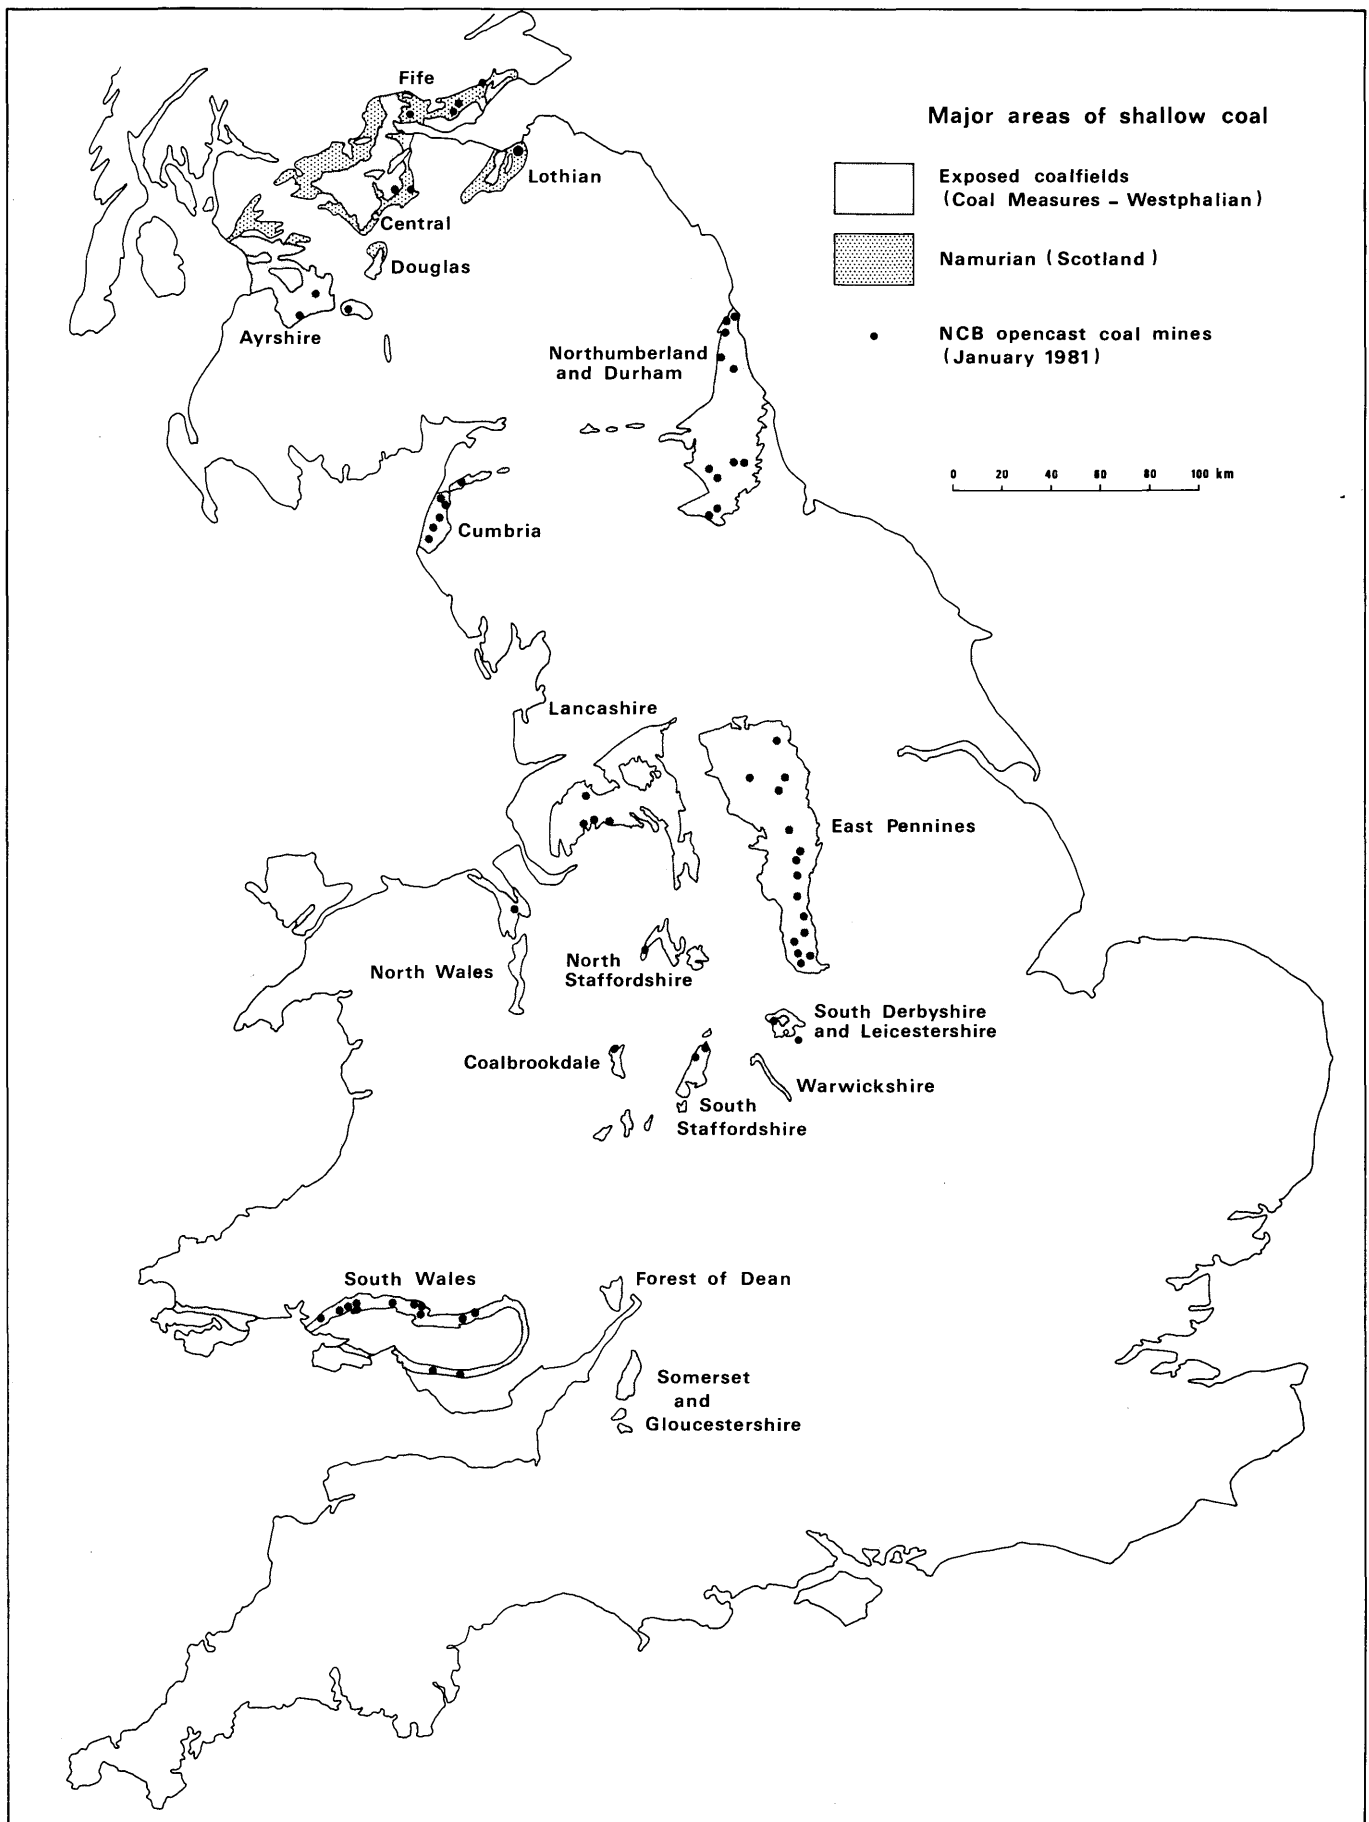 Major areas of shallow coal
Exposed coalfields
(Coal Measures – Westphalian)
Namurian (Scotland)
NCB opencast coal mines
(January 1981)
0 20 40 60 80 100 km
Fife
Lothian
Central
Douglas
Ayrshire
Northumberland
and Durham
Cumbria
Lancashire
East Pennines
North Wales
North
Staffordshire
South Derbyshire
and Leicestershire
Coalbrookdale
Warwickshire
South
Staffordshire
South Wales
Forest of Dean
Somerset
and
Gloucestershire